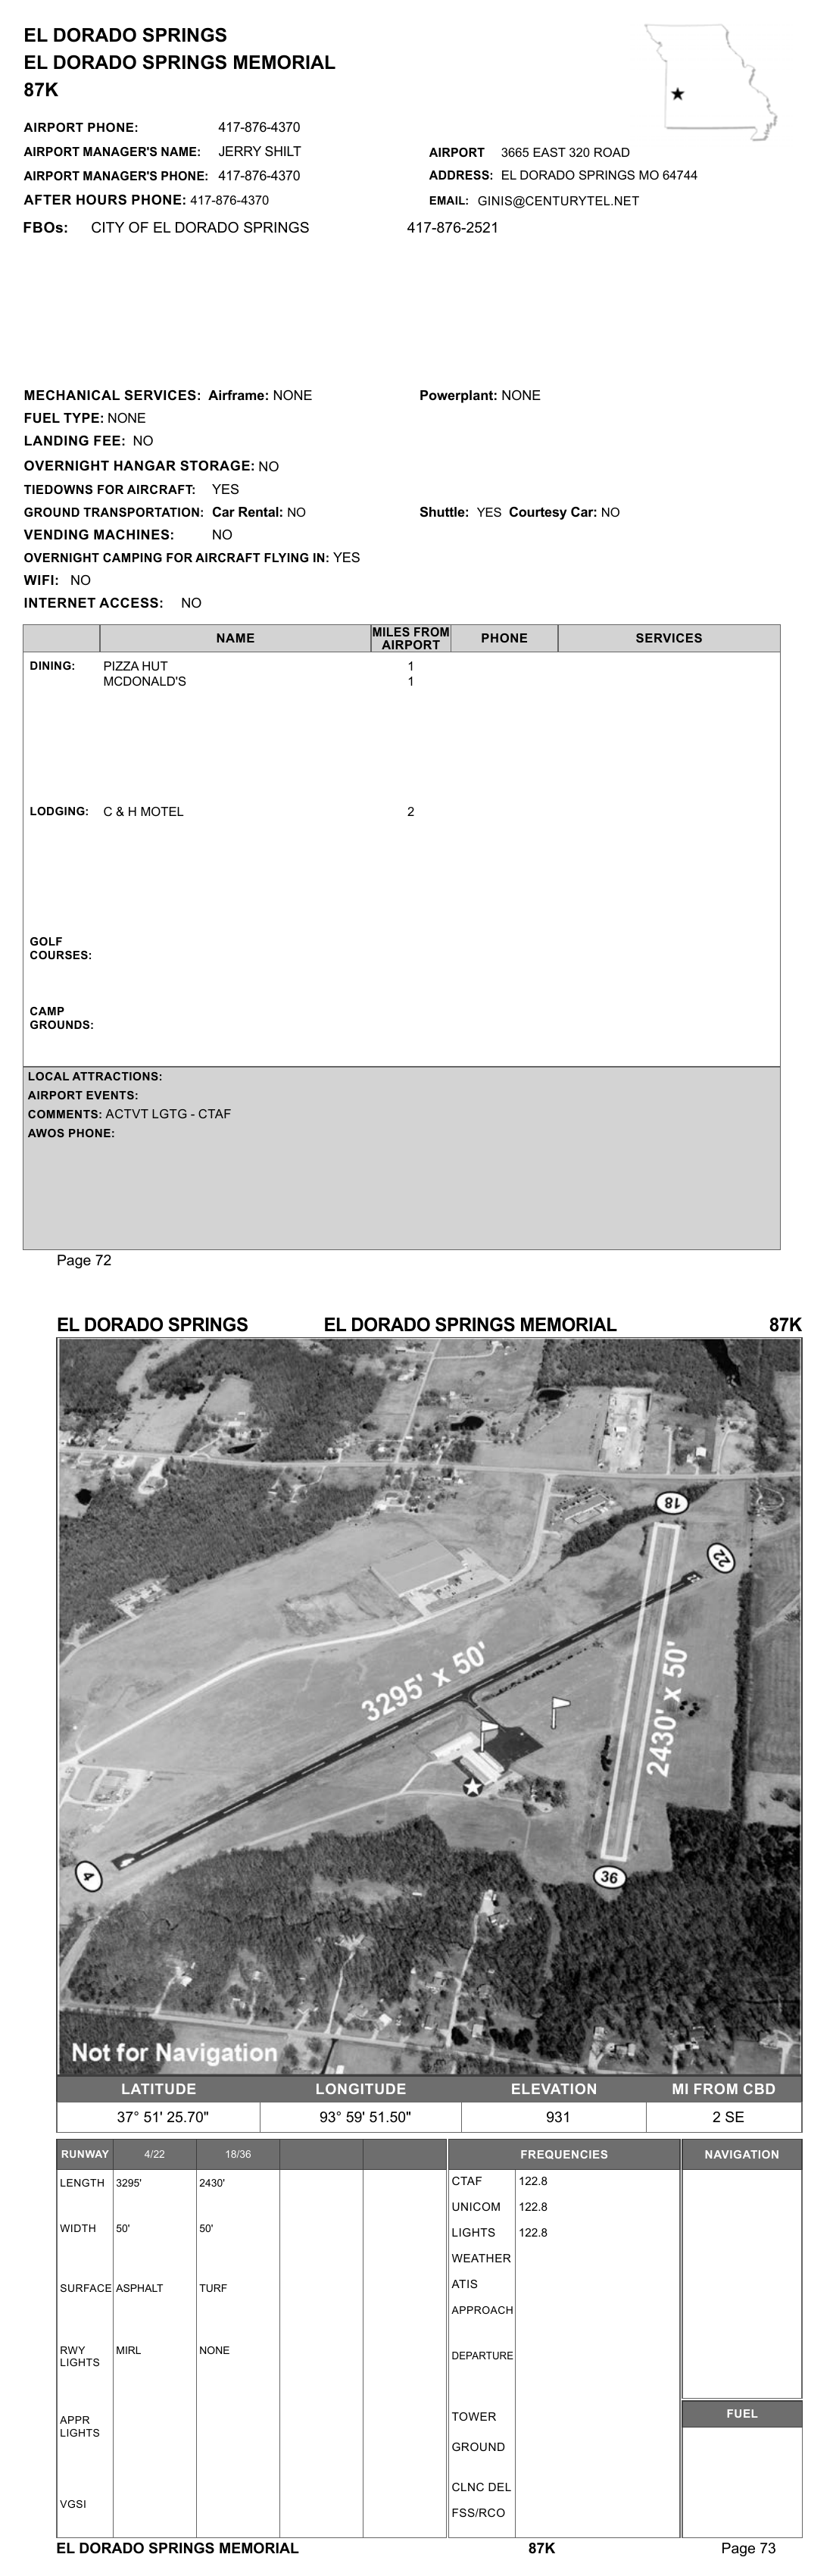 EL DORADO SPRINGS
EL DORADO SPRINGS MEMORIAL
87K
AIRPORT PHONE: 417-876-4370
AIRPORT MANAGER'S NAME: JERRY SHILT
AIRPORT MANAGER'S PHONE: 417-876-4370
AFTER HOURS PHONE: 417-876-4370
AIRPORT 3665 EAST 320 ROAD
ADDRESS: EL DORADO SPRINGS MO 64744
EMAIL: GINIS@CENTURYTEL.NET
FBOs: CITY OF EL DORADO SPRINGS 417-876-2521
MECHANICAL SERVICES: Airframe: NONE Powerplant: NONE
FUEL TYPE: NONE
LANDING FEE: NO
OVERNIGHT HANGAR STORAGE: NO
TIEDOWNS FOR AIRCRAFT: YES
GROUND TRANSPORTATION: Car Rental: NO Shuttle: YES Courtesy Car: NO
VENDING MACHINES: NO
OVERNIGHT CAMPING FOR AIRCRAFT FLYING IN: YES
WIFI: NO
INTERNET ACCESS: NO
NAME MILES FROM AIRPORT PHONE SERVICES
DINING: PIZZA HUT 1
MCDONALD'S 1
LODGING: C & H MOTEL 2
GOLF
COURSES:
CAMP
GROUNDS:
LOCAL ATTRACTIONS:
AIRPORT EVENTS:
COMMENTS: ACTVT LGTG - CTAF
AWOS PHONE:
Page 72
EL DORADO SPRINGS EL DORADO SPRINGS MEMORIAL 87K
18
22
3295' x 50'
2430' x 50'
4
36
Not for Navigation
LATITUDE LONGITUDE ELEVATION MI FROM CBD
37° 51' 25.70" 93° 59' 51.50" 931 2 SE
RUNWAY 4/22 18/36
LENGTH 3295' 2430'
WIDTH 50' 50'
SURFACE ASPHALT TURF
RWY LIGHTS MIRL NONE
APPR LIGHTS
VGSI
FREQUENCIES
CTAF 122.8
UNICOM 122.8
LIGHTS 122.8
WEATHER
ATIS
APPROACH
DEPARTURE
TOWER
GROUND
CLNC DEL
FSS/RCO
NAVIGATION
FUEL
EL DORADO SPRINGS MEMORIAL 87K Page 73